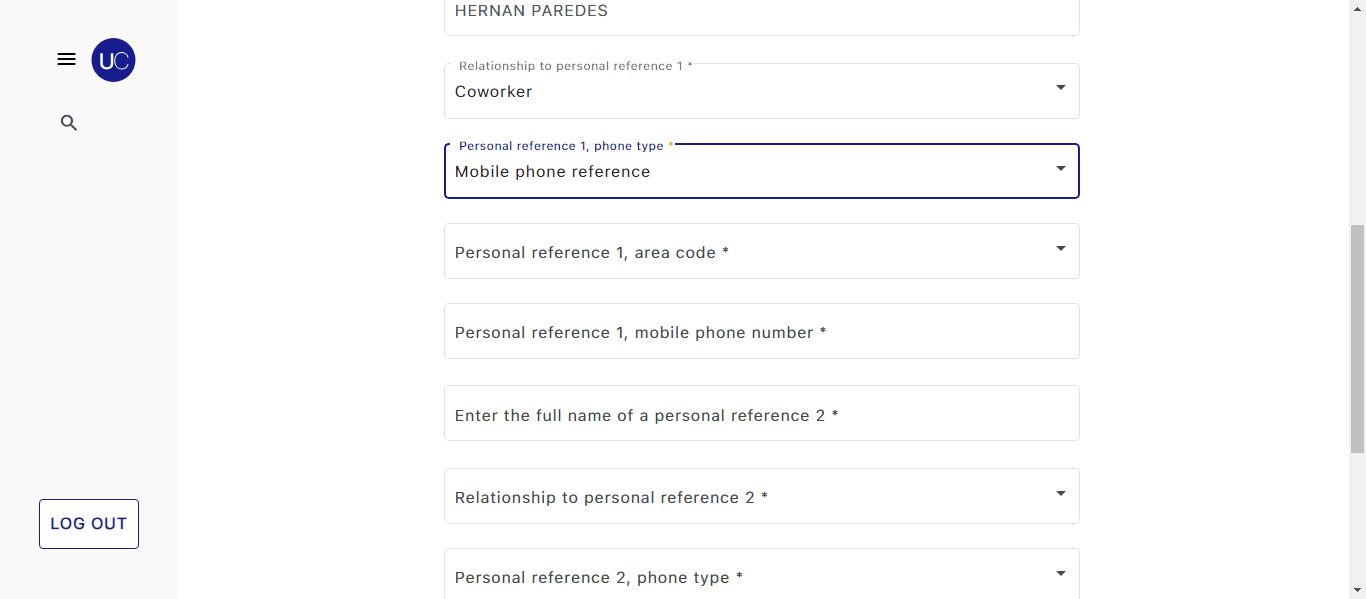 HERNAN PAREDES
UC
Relationship to personal reference 1 *
Coworker
Personal reference 1, phone type *
Mobile phone reference
Personal reference 1, area code *
Personal reference 1, mobile phone number *
Enter the full name of a personal reference 2 *
Relationship to personal reference 2 *
LOG OUT
Personal reference 2, phone type *